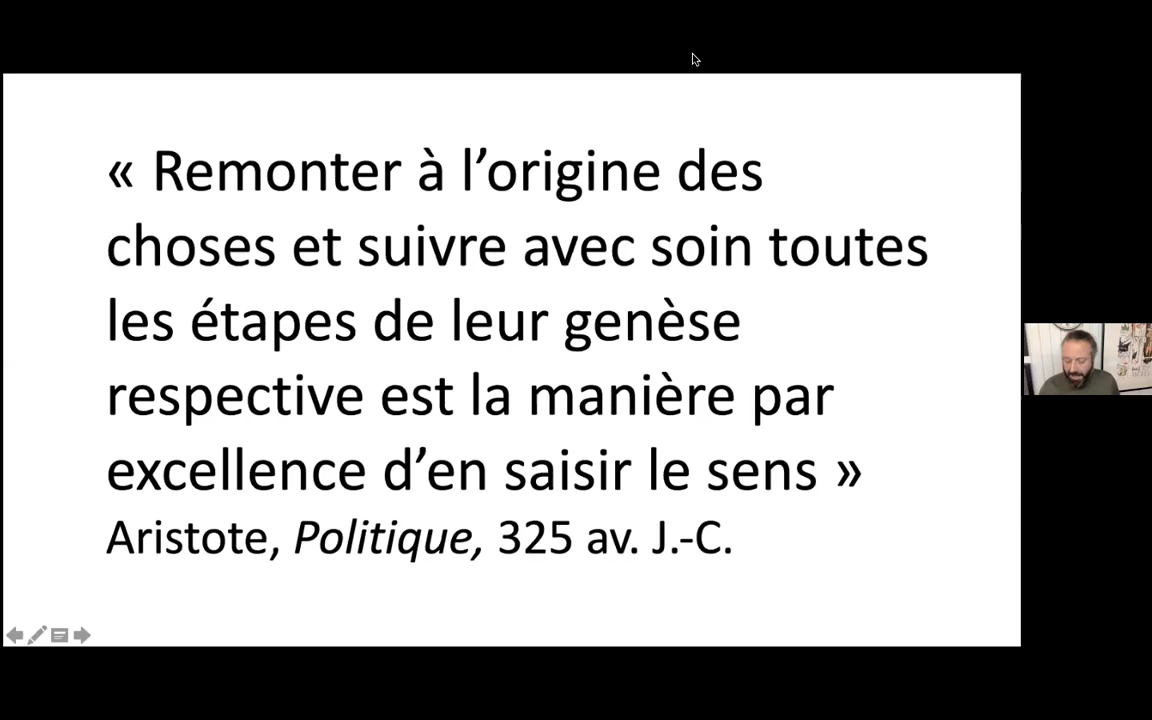 « Remonter à l’origine des
choses et suivre avec soin toutes
les étapes de leur genèse
respective est la manière par
excellence d’en saisir le sens »
Aristote, Politique, 325 av. J.-C.